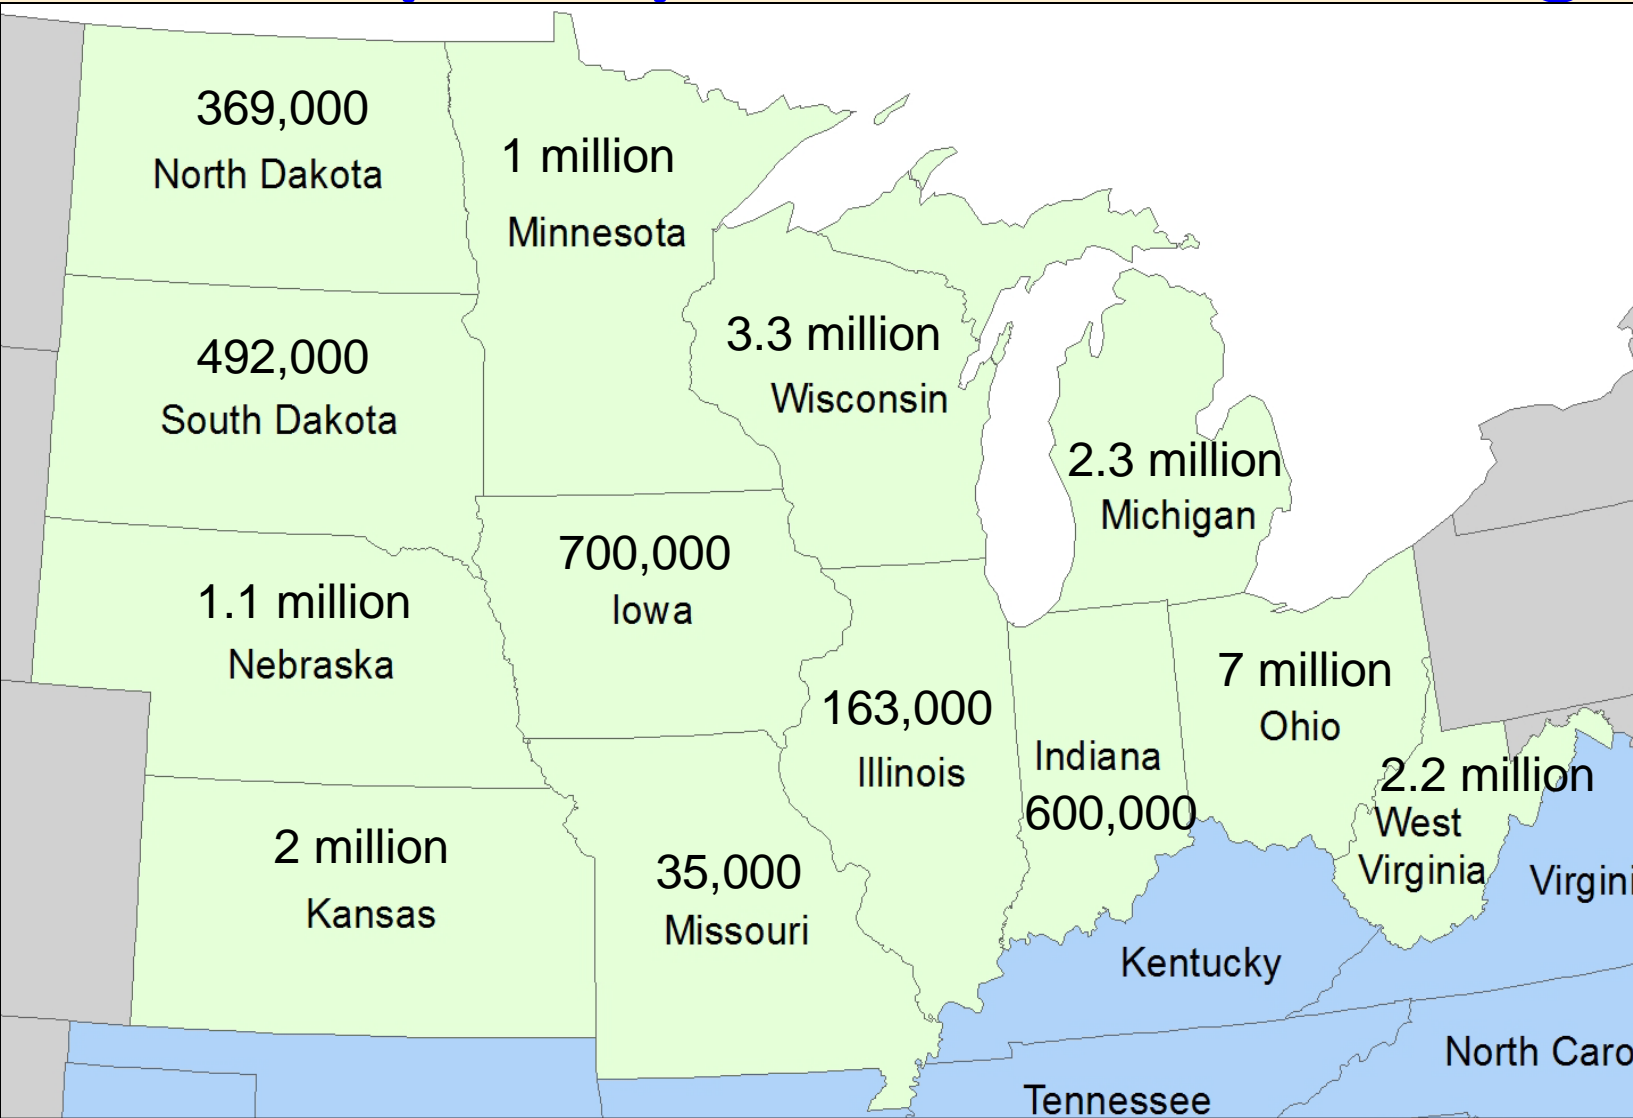 369,000
North Dakota
1 million
Minnesota
492,000
South Dakota
3.3 million
Wisconsin
2.3 million
Michigan
700,000
Iowa
1.1 million
Nebraska
163,000
Illinois
Indiana
600,000
7 million
Ohio
2.2 million
West
Virginia
2 million
Kansas
35,000
Missouri
Virgini
Kentucky
North Caro
Tennessee